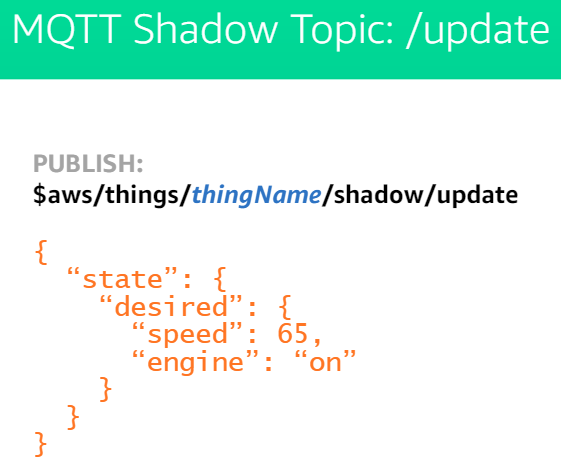 MQTT Shadow Topic: /update
PUBLISH:
$aws/things/thingName/shadow/update
{
“state”: {
“desired”: {
“speed”: 65,
“engine”: “on”
}
}
}